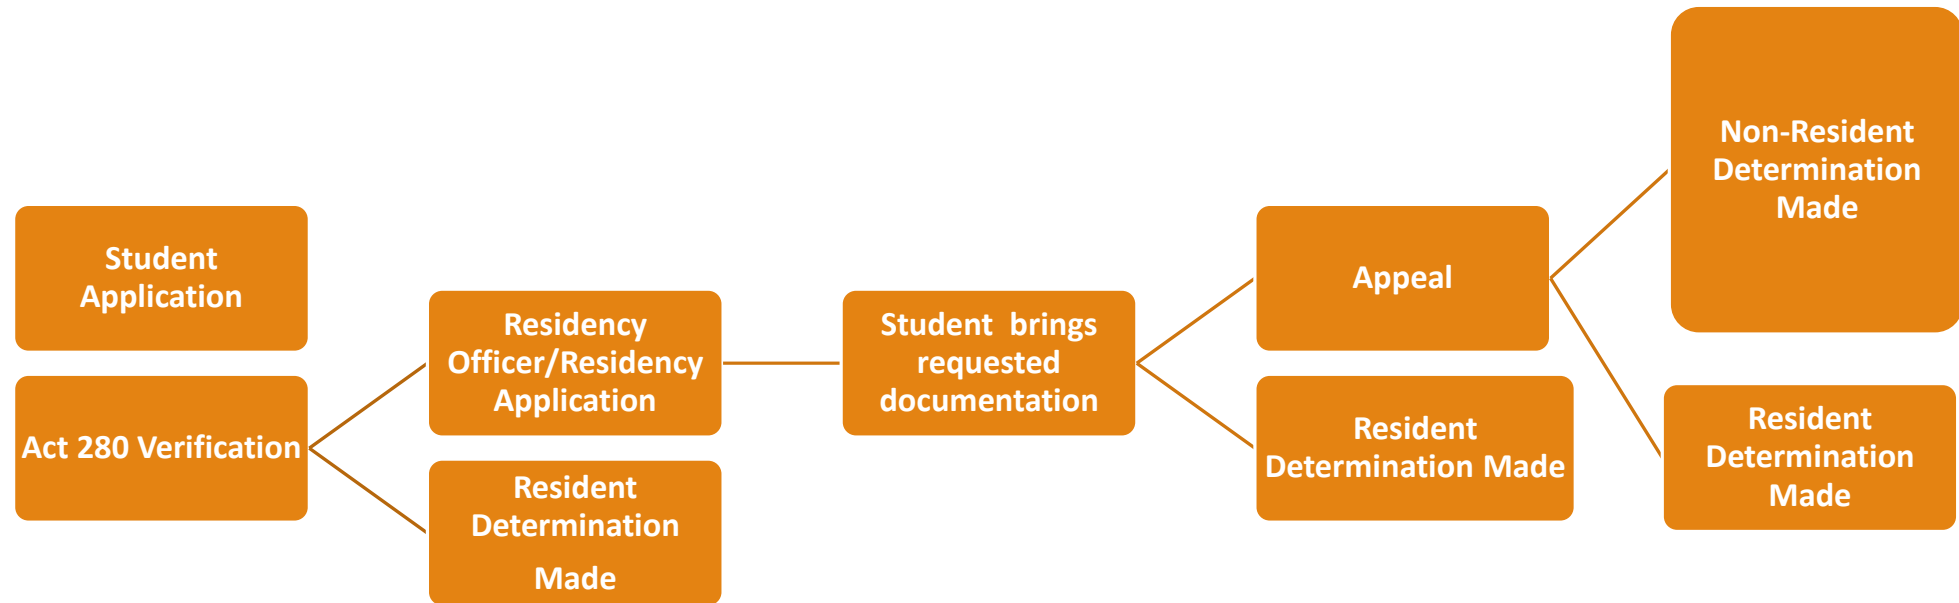 Student
Application
Act 280 Verification
Residency
Officer/Residency
Application
Resident
Determination
Made
Student  brings
requested
documentation
Appeal
Resident
Determination Made
Non-Resident
Determination
Made
Resident
Determination
Made